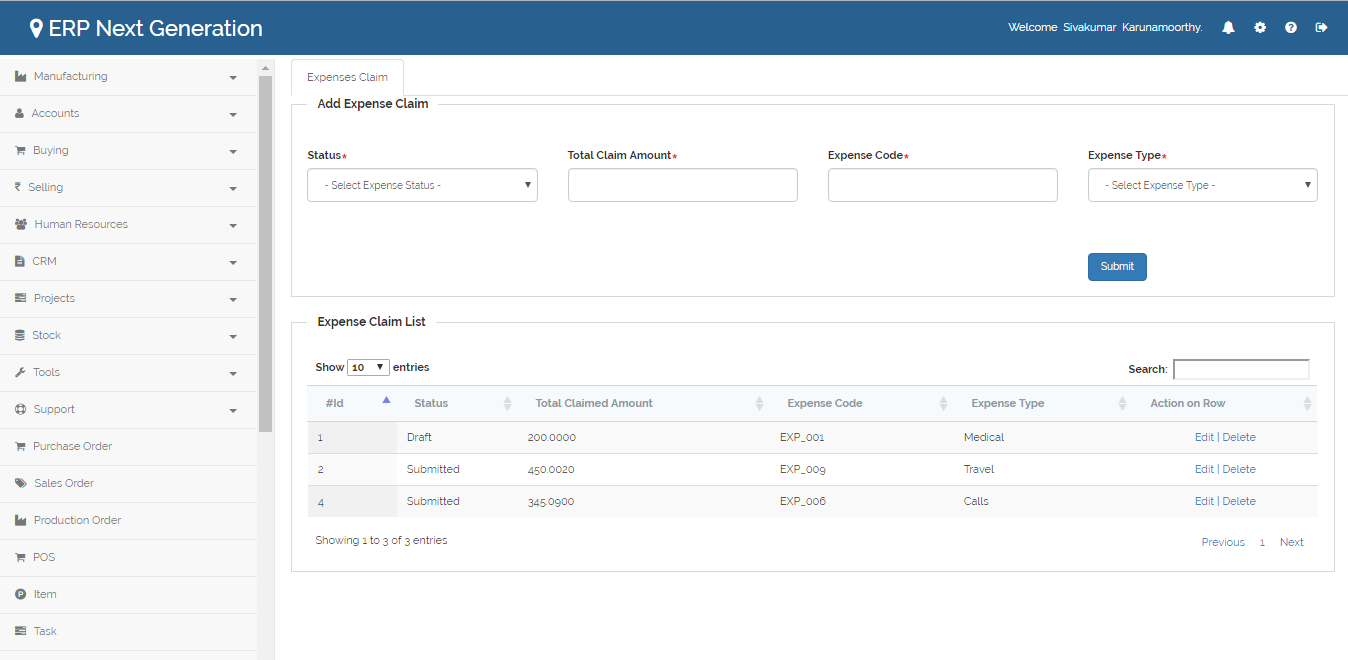 ERP Next Generation
Welcome Sivakumar Karunamoorthy.
Manufacturing
Accounts
Buying
Selling
Human Resources
CRM
Projects
Stock
Tools
Support
Purchase Order
Sales Order
Production Order
POS
Item
Task
Expenses Claim
Add Expense Claim
Status* Total Claim Amount* Expense Code* Expense Type*
- Select Expense Status - - Select Expense Type -
Submit
Expense Claim List
Show 10 entries Search:
#Id Status Total Claimed Amount Expense Code Expense Type Action on Row
1 Draft 200.0000 EXP_001 Medical Edit | Delete
2 Submitted 450.0020 EXP_009 Travel Edit | Delete
4 Submitted 345.0900 EXP_006 Calls Edit | Delete
Showing 1 to 3 of 3 entries Previous 1 Next